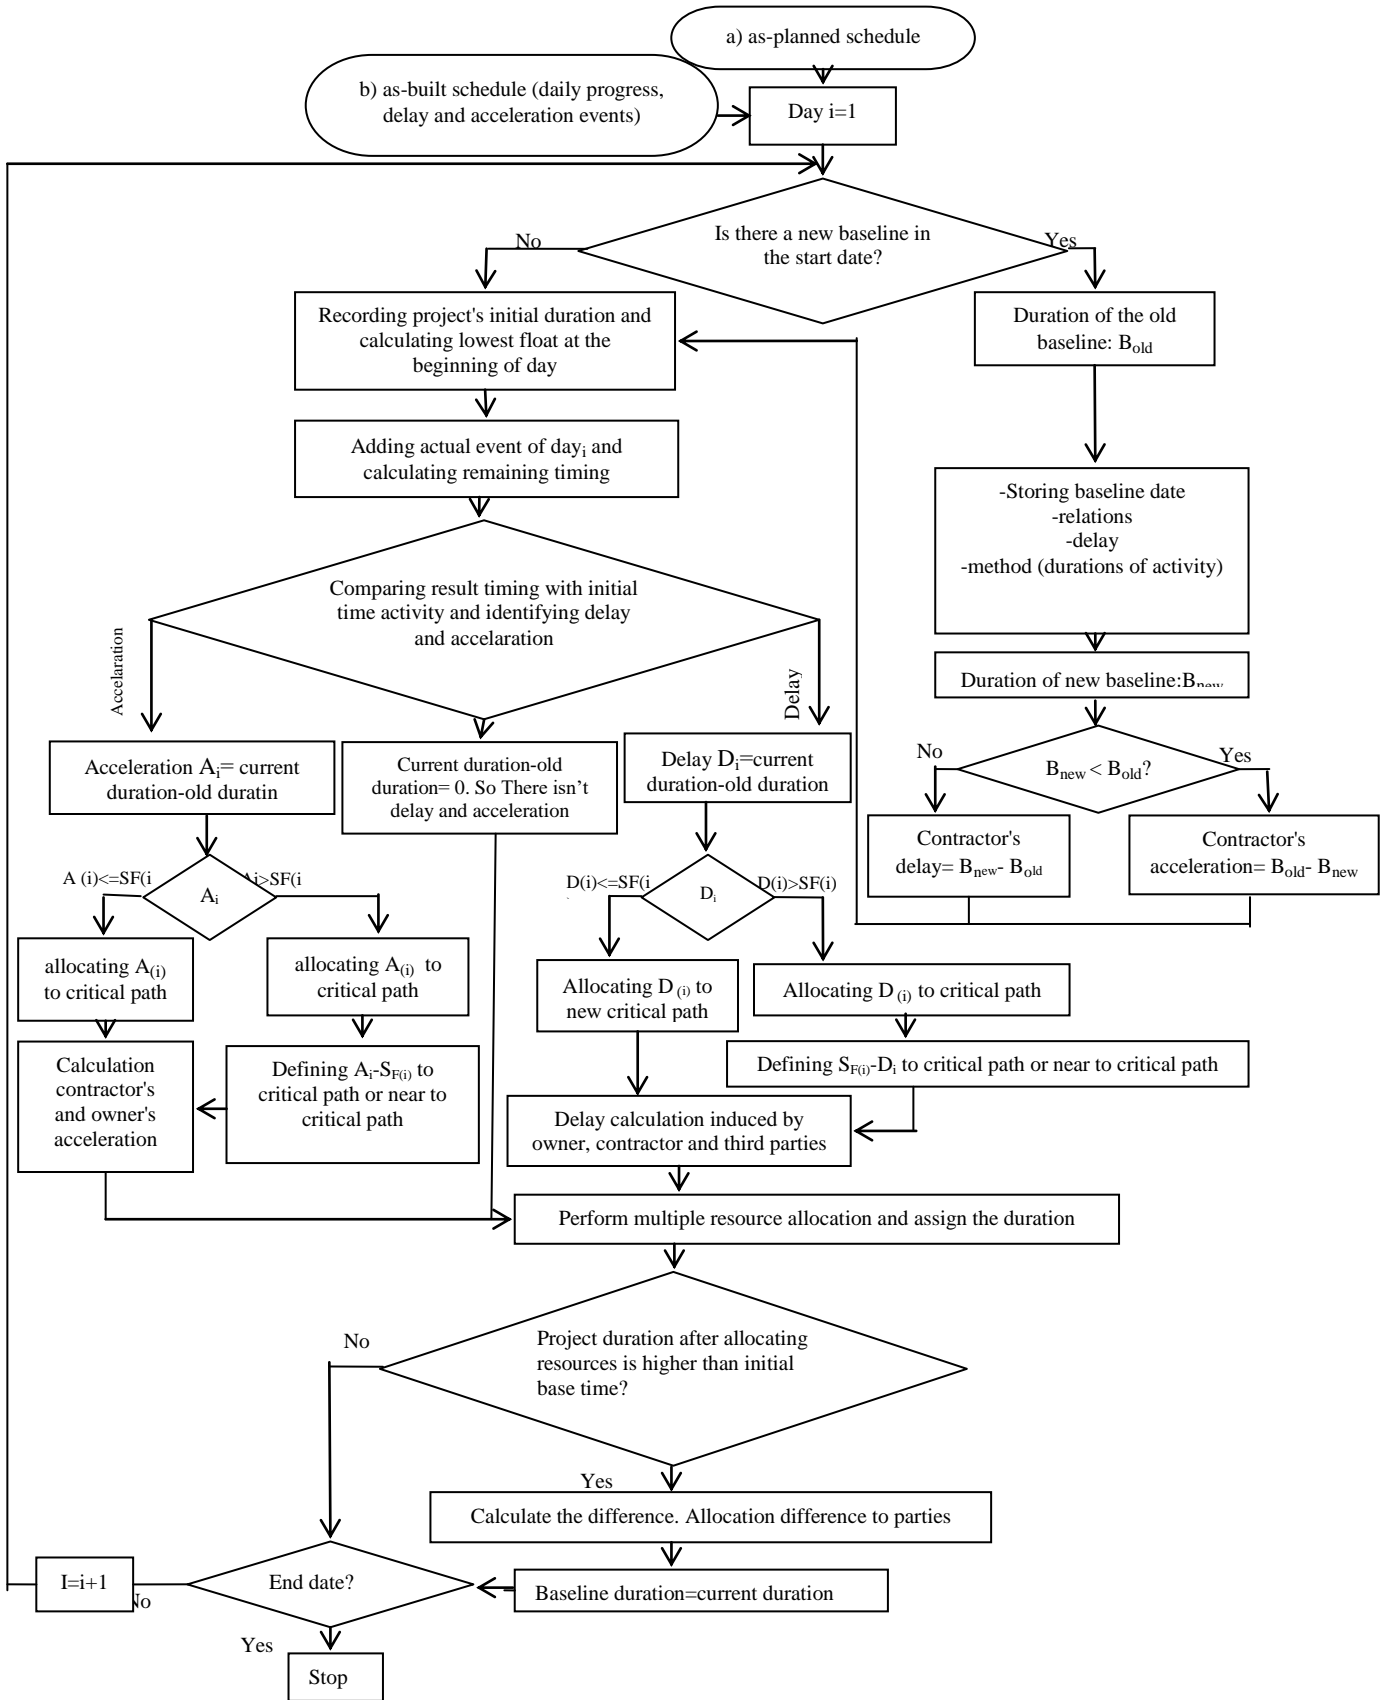 a) as-planned schedule
b) as-built schedule (daily progress,
delay and acceleration events)
Day i=1
Is there a new baseline in
the start date?
No
Yes
Recording project's initial duration and
calculating lowest float at the
beginning of day
Duration of the old
baseline: Bold
Adding actual event of dayi and
calculating remaining timing
-Storing baseline date
-relations
-delay
-method (durations of activity)
Comparing result timing with initial
time activity and identifying delay
and accelaration
Accelaration
Delay
Duration of new baseline:Bnew
Acceleration Ai= current
duration-old duratin
Current duration-old
duration= 0. So There isn't
delay and acceleration
Delay Di=current
duration-old duration
No
Yes
Bnew < Bold?
Contractor's
delay= Bnew- Bold
Contractor's
acceleration= Bold- Bnew
A (i)<=SF(i
Ai>SF(i
Ai
D(i)<=SF(i
D(i)>SF(i)
Di
allocating A(i)
to critical path
allocating A(i) to
critical path
Allocating D (i) to
new critical path
Allocating D (i) to critical path
Calculation
contractor's
and owner's
acceleration
Defining Ai-SF(i) to
critical path or near to
critical path
Defining SF(i)-Di to critical path or near to critical path
Delay calculation induced by
owner, contractor and third parties
Perform multiple resource allocation and assign the duration
No
Project duration after allocating
resources is higher than initial
base time?
Yes
Calculate the difference. Allocation difference to parties
I=i+1
No
End date?
Baseline duration=current duration
Yes
Stop